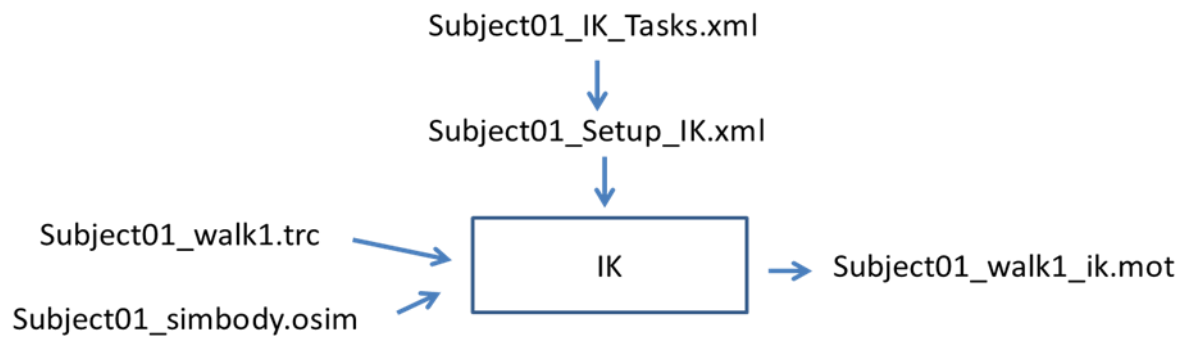 Subject01_IK_Tasks.xml
Subject01_Setup_IK.xml
Subject01_walk1.trc
IK
Subject01_walk1_ik.mot
Subject01_simbody.osim